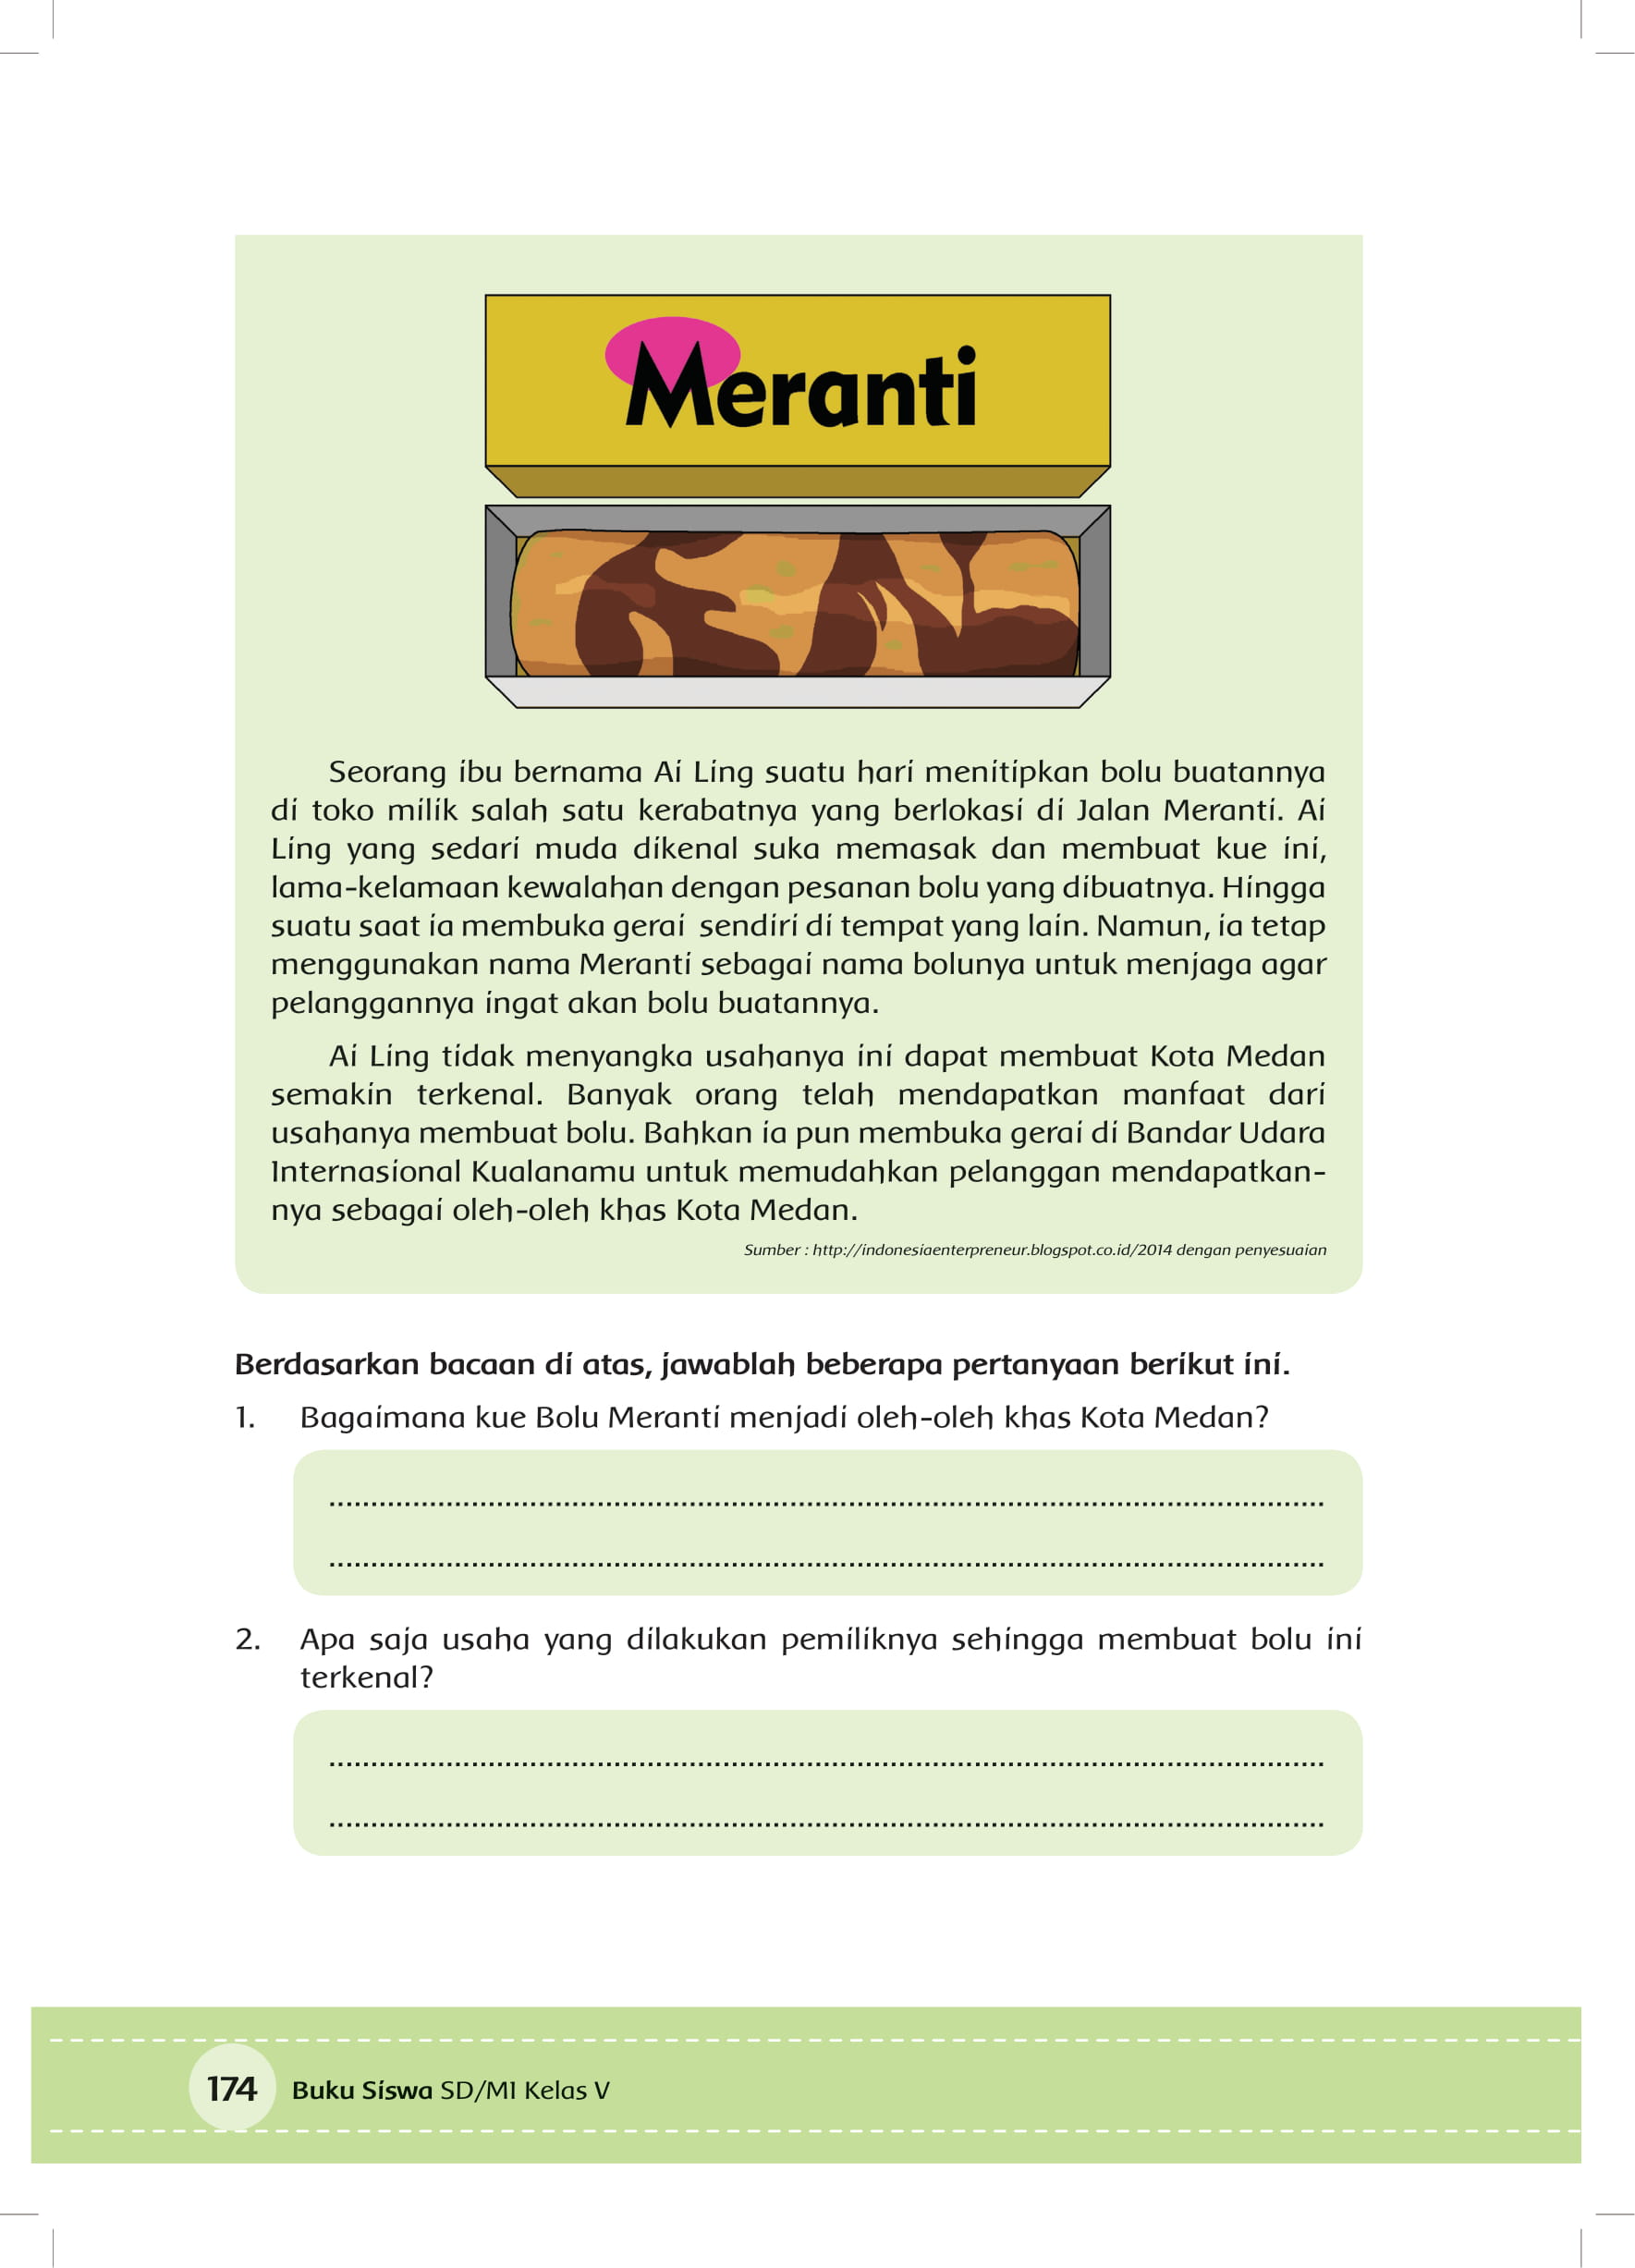 Meranti
Seorang ibu bernama Ai Ling suatu hari menitipkan bolu buatannya
di toko milik salah satu kerabatnya yang berlokasi di Jalan Meranti. Ai
Ling yang sedari muda dikenal suka memasak dan membuat kue ini,
lama-kelamaan kewalahan dengan pesanan bolu yang dibuatnya. Hingga
suatu saat ia membuka gerai sendiri di tempat yang lain. Namun, ia tetap
menggunakan nama Meranti sebagai nama bolunya untuk menjaga agar
pelanggannya ingat akan bolu buatannya.
Ai Ling tidak menyangka usahanya ini dapat membuat Kota Medan
semakin terkenal. Banyak orang telah mendapatkan manfaat dari
usahanya membuat bolu. Bahkan ia pun membuka gerai di Bandar Udara
Internasional Kualanamu untuk memudahkan pelanggan mendapatkan-
nya sebagai oleh-oleh khas Kota Medan.
Sumber : http://indonesiaenterpreneur.blogspot.co.id/2014 dengan penyesuaian
Berdasarkan bacaan di atas, jawablah beberapa pertanyaan berikut ini.
1. Bagaimana kue Bolu Meranti menjadi oleh-oleh khas Kota Medan?
2. Apa saja usaha yang dilakukan pemiliknya sehingga membuat bolu ini
terkenal?
174 Buku Siswa SD/MI Kelas V